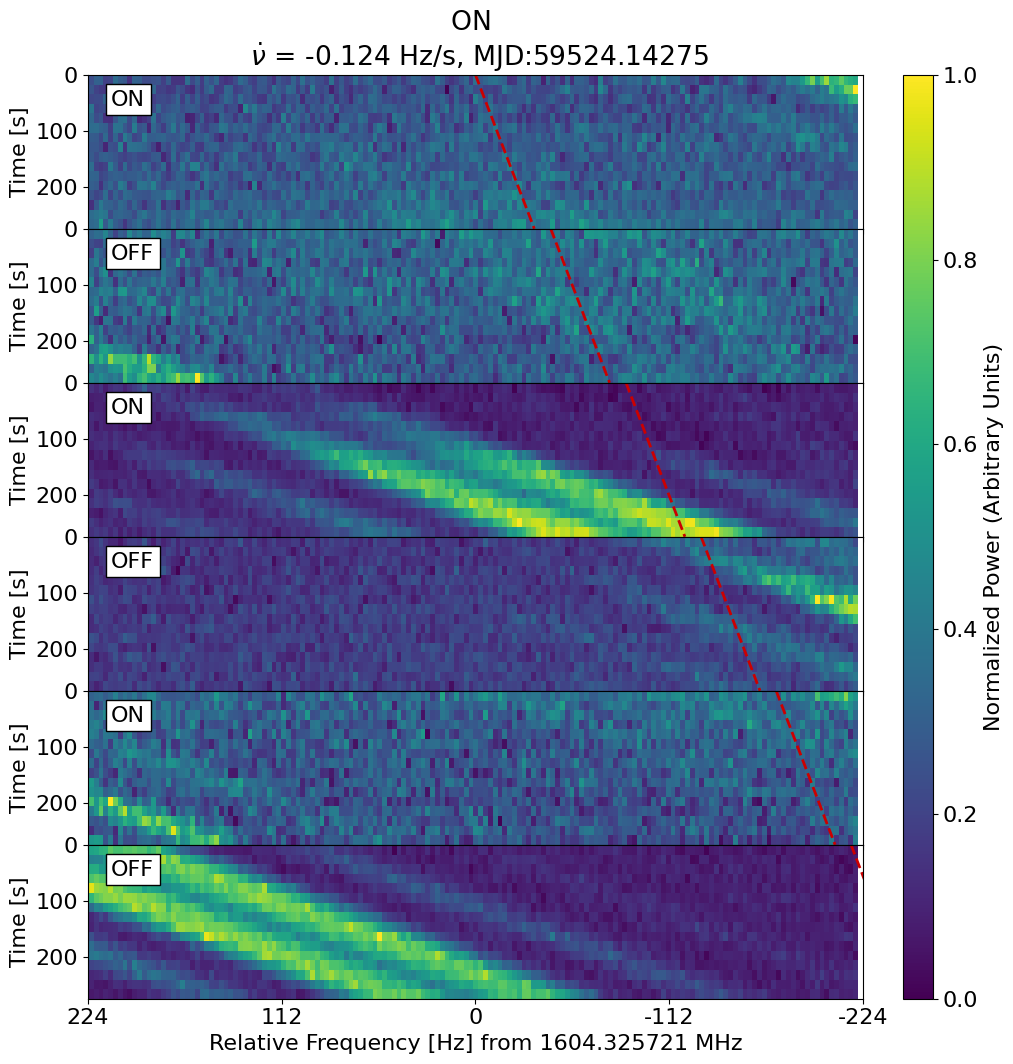 ON
ν̇ = -0.124 Hz/s, MJD:59524.14275
0
ON
100
Time [s]
200
0
OFF
100
Time [s]
200
0
ON
100
Time [s]
200
0
OFF
100
Time [s]
200
0
ON
100
Time [s]
200
0
OFF
100
Time [s]
200
224 112 0 -112 -224
Relative Frequency [Hz] from 1604.325721 MHz
1.0
0.8
0.6
0.4
0.2
0.0
Normalized Power (Arbitrary Units)